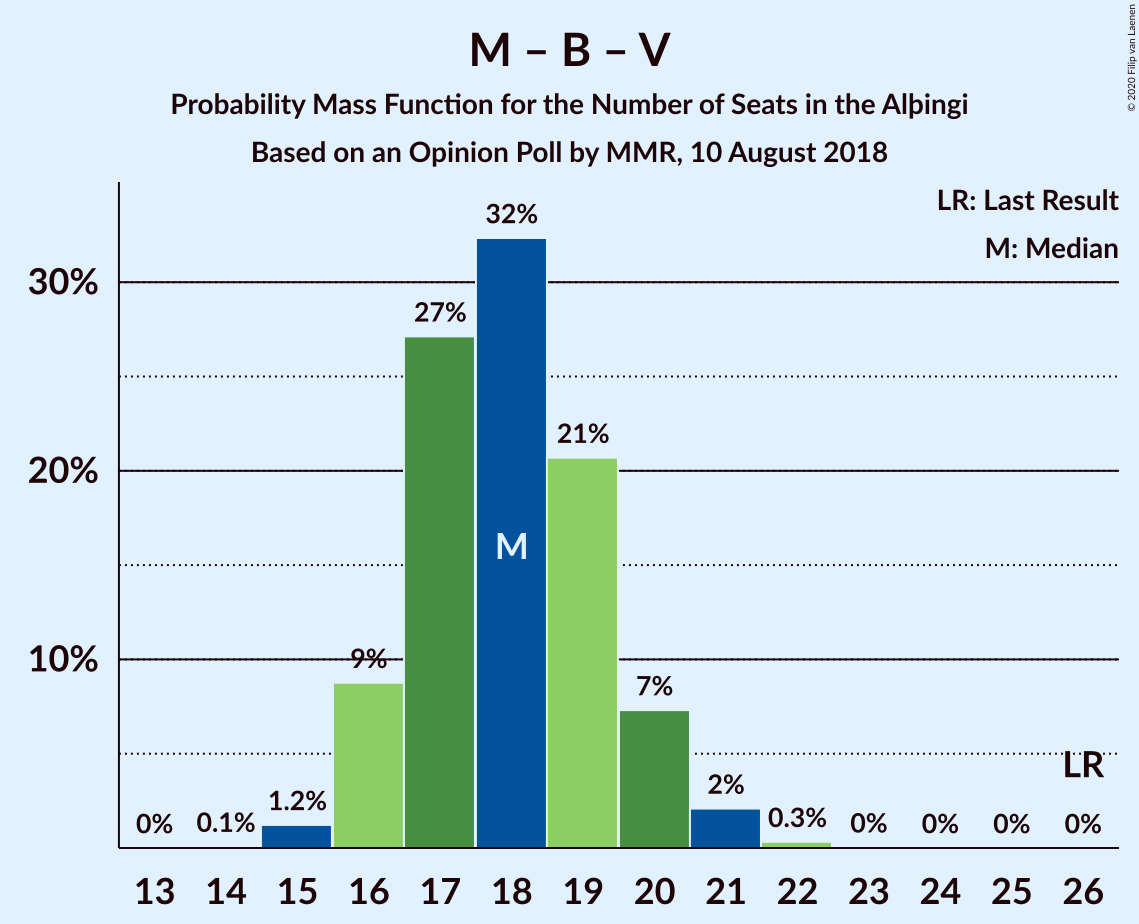 M – B – V
Probability Mass Function for the Number of Seats in the Alþingi
Based on an Opinion Poll by MMR, 10 August 2018
© 2020 Filip van Laenen
LR: Last Result
M: Median
30%
20%
10%
0%
0.1%
1.2%
9%
27%
32%
M
21%
7%
2%
0.3%
0%
0%
0%
LR
0%
13 14 15 16 17 18 19 20 21 22 23 24 25 26